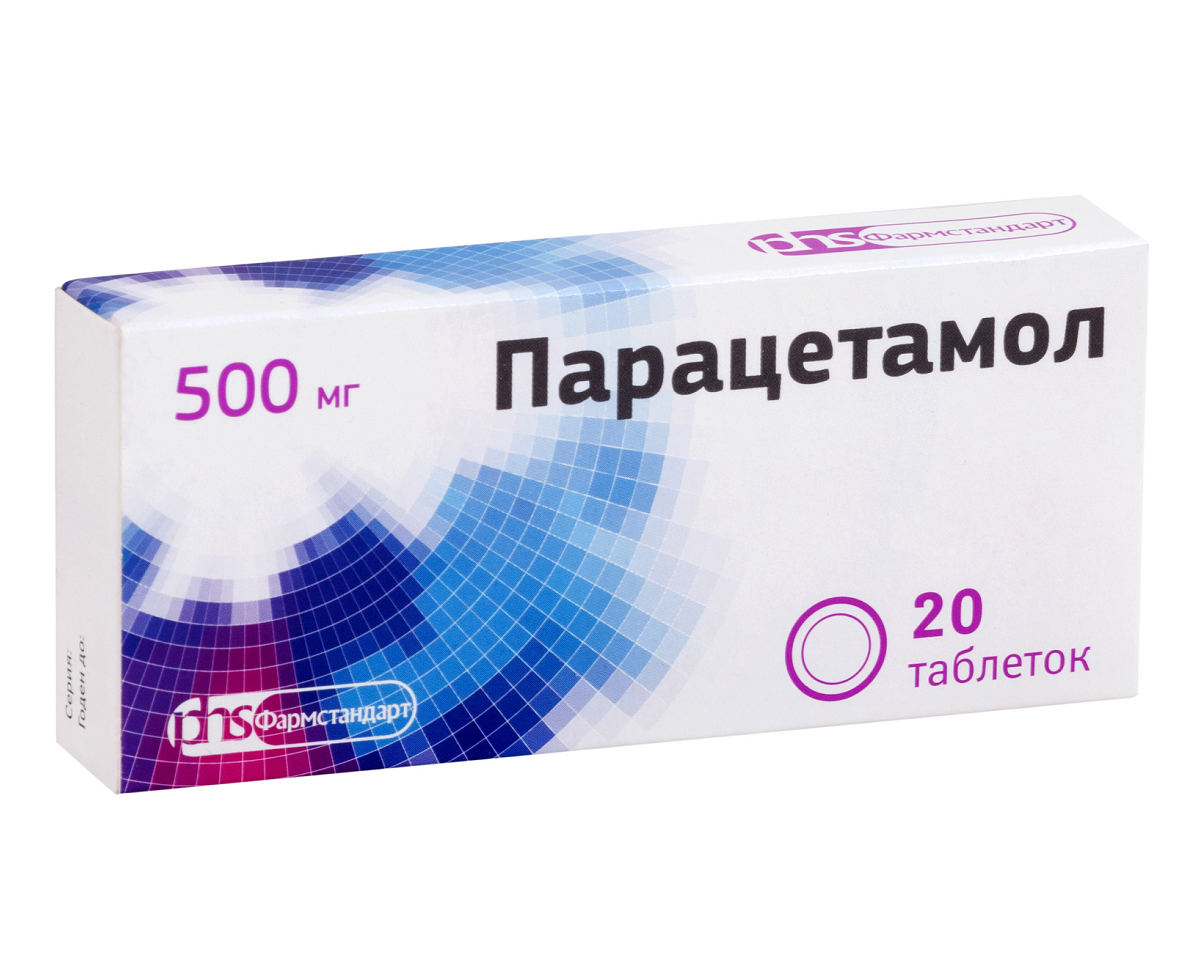 phs Фармстандарт
500 мг
Парацетамол
20
таблеток
phs Фармстандарт
Серия:
Годен до: